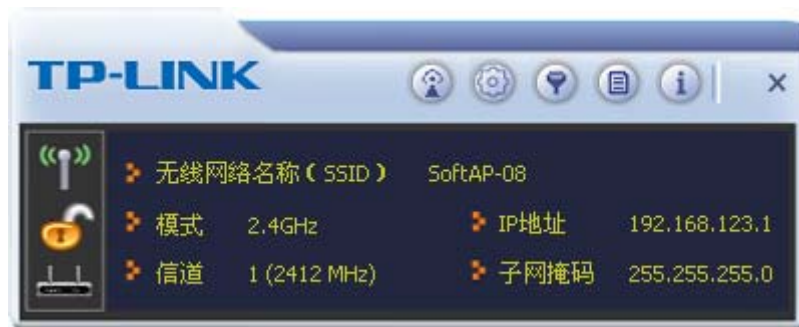 TP-LINK
无线网络名称(SSID) SoftAP-08
模式 2.4GHz IP地址 192.168.123.1
信道 1 (2412 MHz) 子网掩码 255.255.255.0